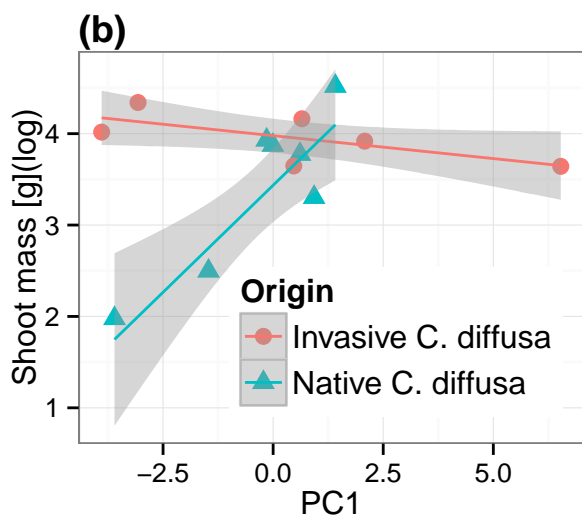 (b)
Shoot mass [g](log)
4
3
2
1
Origin
Invasive C. diffusa
Native C. diffusa
−2.5 0.0 2.5 5.0
PC1